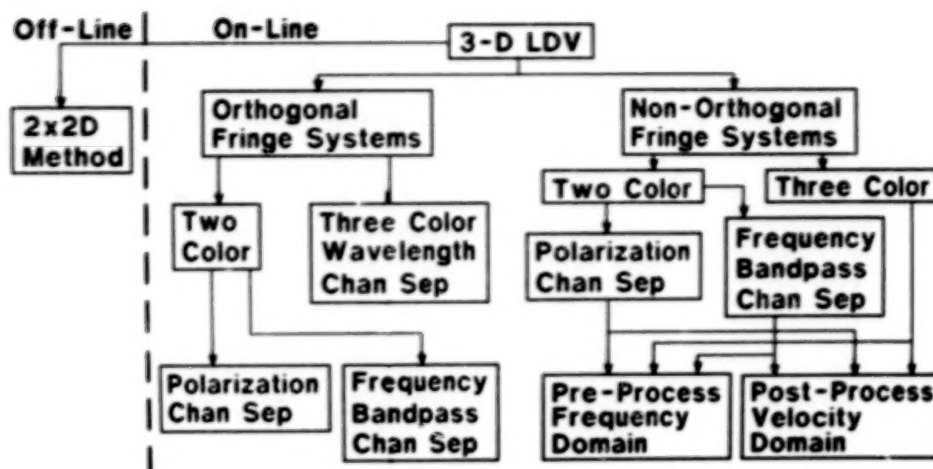 Off-Line
On-Line
3-D LDV
2x2D
Method
Orthogonal
Fringe Systems
Non-Orthogonal
Fringe Systems
Two
Color
Three Color
Wavelength
Chan Sep
Two Color
Three Color
Polarization
Chan Sep
Frequency
Bandpass
Chan Sep
Polarization
Chan Sep
Frequency
Bandpass
Chan Sep
Pre-Process
Frequency
Domain
Post-Process
Velocity
Domain